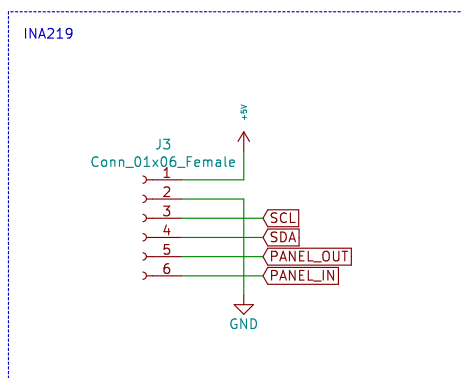 INA219
+5V
J3
Conn_01x06_Female
1
2
3 SCL
4 SDA
5 PANEL_OUT
6 PANEL_IN
GND